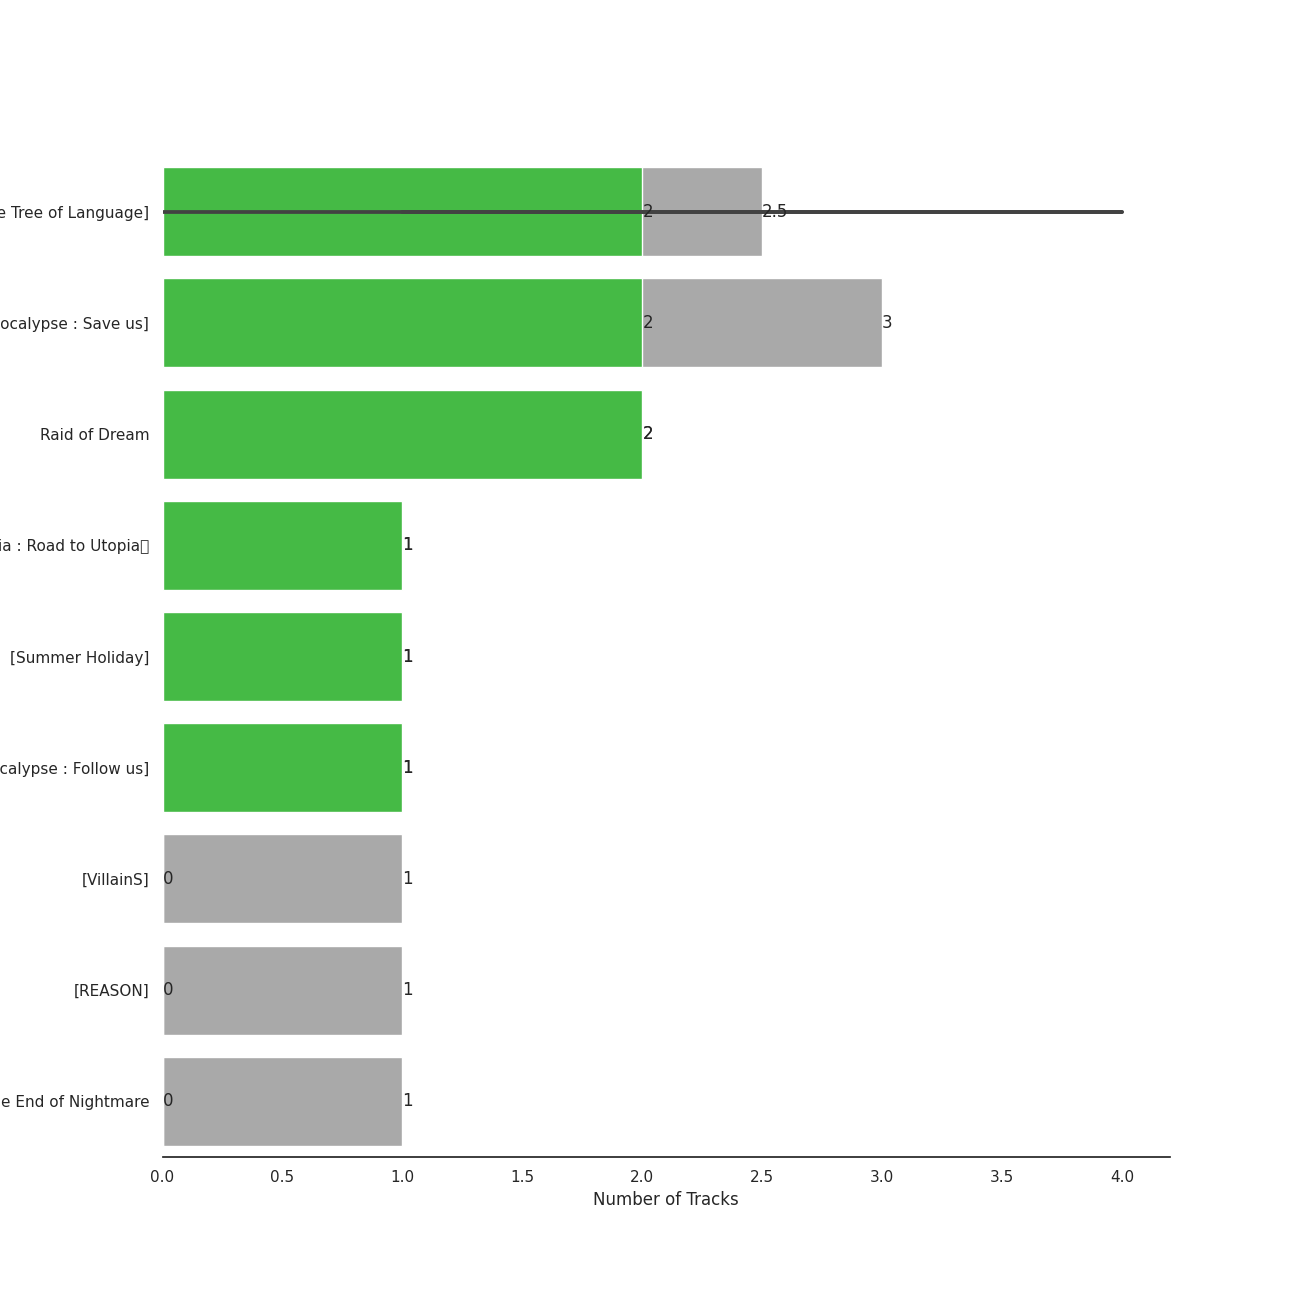 e Tree of Language] 2 2.5
ocalypse : Save us] 2 3
Raid of Dream 2
ia : Road to Utopia 1
[Summer Holiday] 1
calypse : Follow us] 1
[VillainS] 0 1
[REASON] 0 1
e End of Nightmare 0 1
0.0 0.5 1.0 1.5 2.0 2.5 3.0 3.5 4.0
Number of Tracks